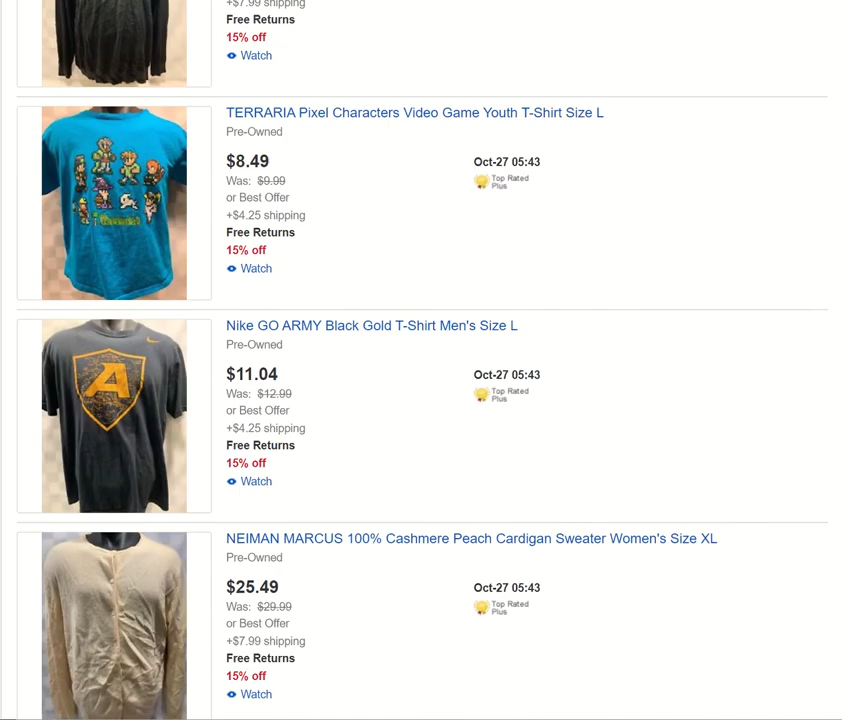 +$7.99 shipping
Free Returns
15% off
Watch
TERRARIA Pixel Characters Video Game Youth T-Shirt Size L
Pre-Owned
$8.49
Oct-27 05:43
Was: $9.99
Top Rated
Plus
or Best Offer
+$4.25 shipping
Free Returns
15% off
Watch
Nike GO ARMY Black Gold T-Shirt Men's Size L
Pre-Owned
$11.04
Oct-27 05:43
Was: $12.99
Top Rated
Plus
or Best Offer
+$4.25 shipping
Free Returns
15% off
Watch
A
NEIMAN MARCUS 100% Cashmere Peach Cardigan Sweater Women's Size XL
Pre-Owned
$25.49
Oct-27 05:43
Was: $29.99
Top Rated
Plus
or Best Offer
+$7.99 shipping
Free Returns
15% off
Watch